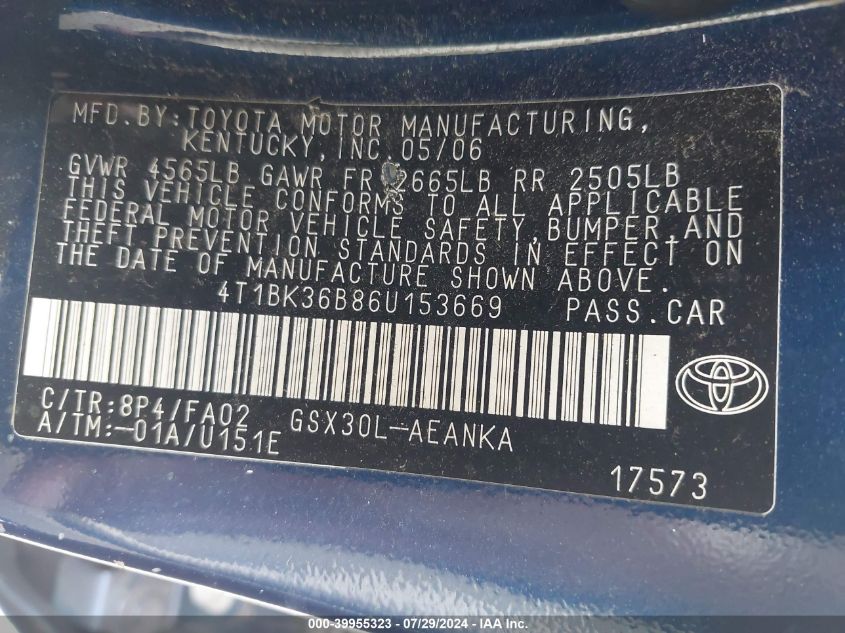 MFD.BY:TOYOTA MOTOR MANUFACTURING,
KENTUCKY,INC. 05/06
GVWR 4565LB GAWR FR 2665LB RR 2505LB
THIS VEHICLE CONFORMS TO ALL APPLICABLE
FEDERAL MOTOR VEHICLE SAFETY,BUMPER,AND
THEFT PREVENTION STANDARDS IN EFFECT ON
THE DATE OF MANUFACTURE SHOWN ABOVE.
4T1BK36B86U153669 PASS.CAR
C/TR:8P4/FA02 GSX30L-AEANKA
A/TM:-01A/U151E
17573
000-39955323 - 07/29/2024 - IAAI.COM